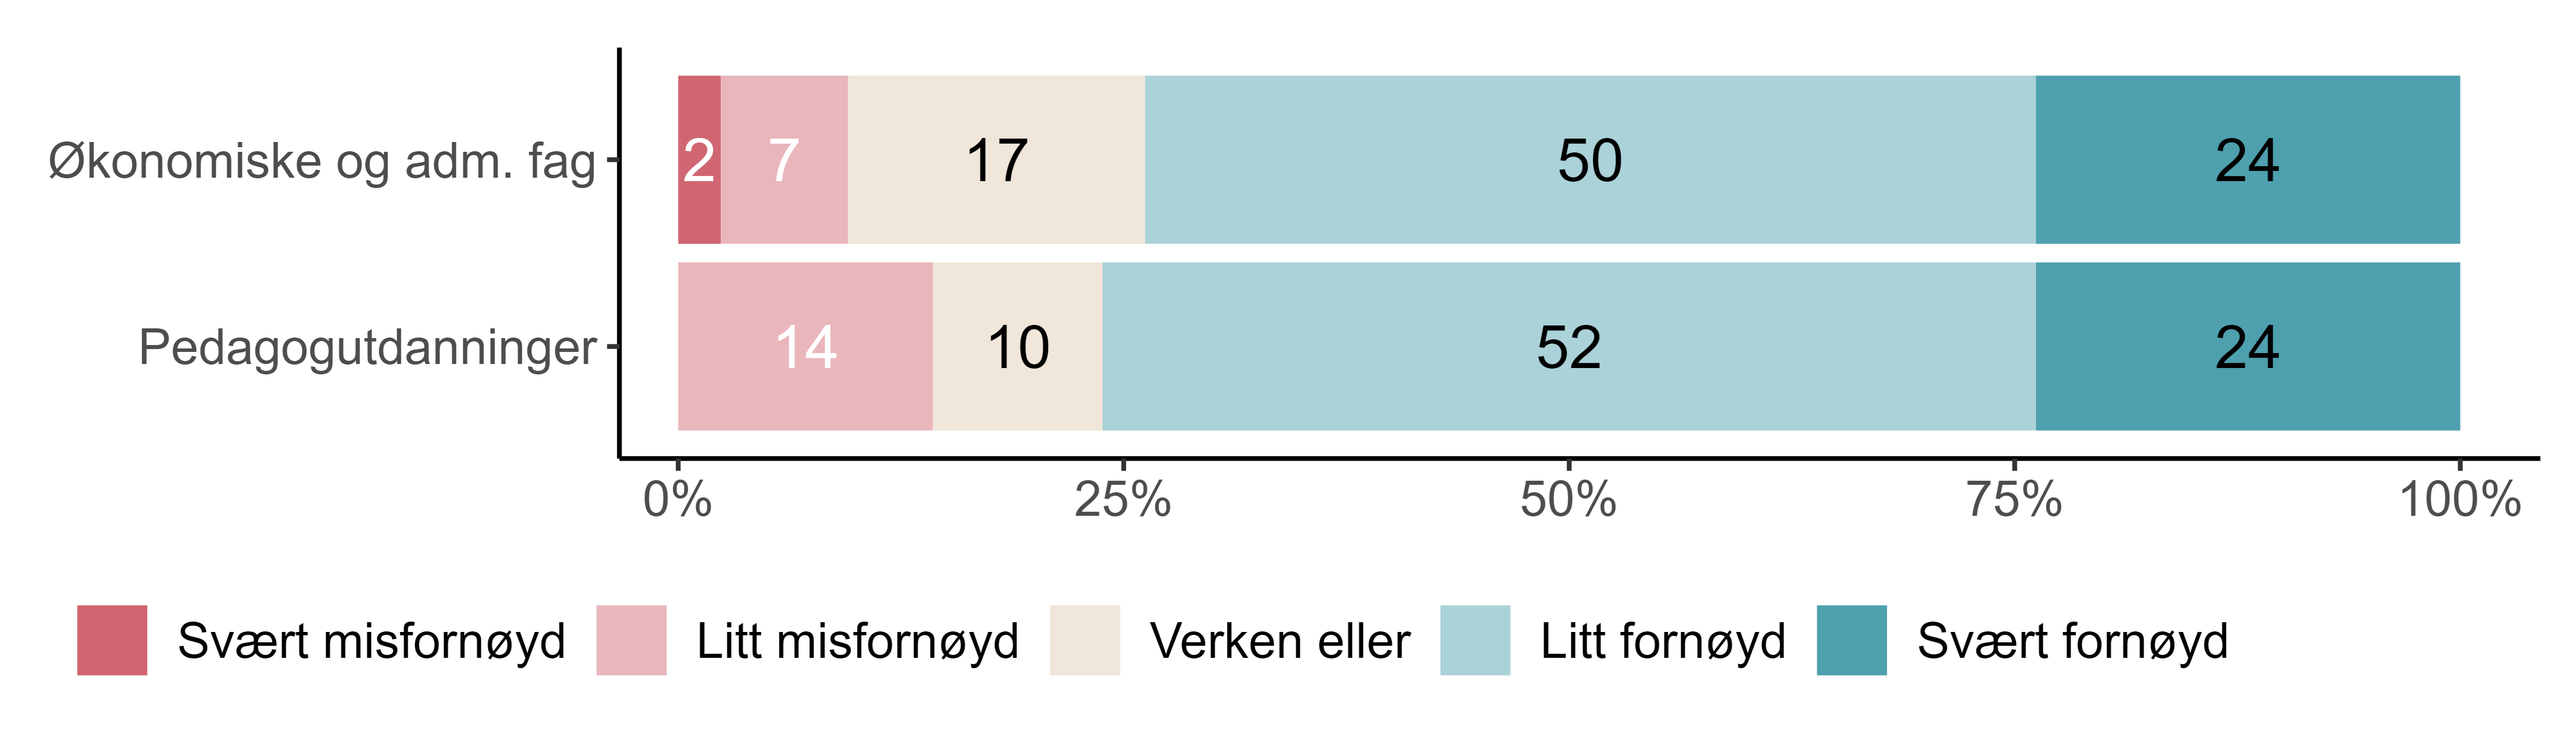 Økonomiske og adm. fag
2 7 17 50 24
Pedagogutdanninger
14 10 52 24
0% 25% 50% 75% 100%
Svært misfornøyd Litt misfornøyd Verken eller Litt fornøyd Svært fornøyd